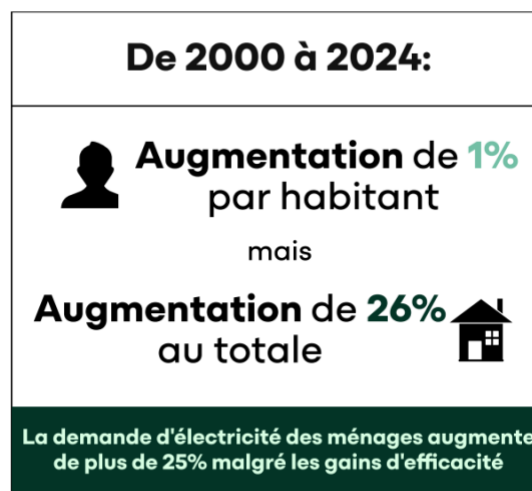 De 2000 à 2024:
Augmentation de 1%
par habitant
mais
Augmentation de 26%
au totale
La demande d'électricité des ménages augmente
de plus de 25% malgré les gains d'efficacité